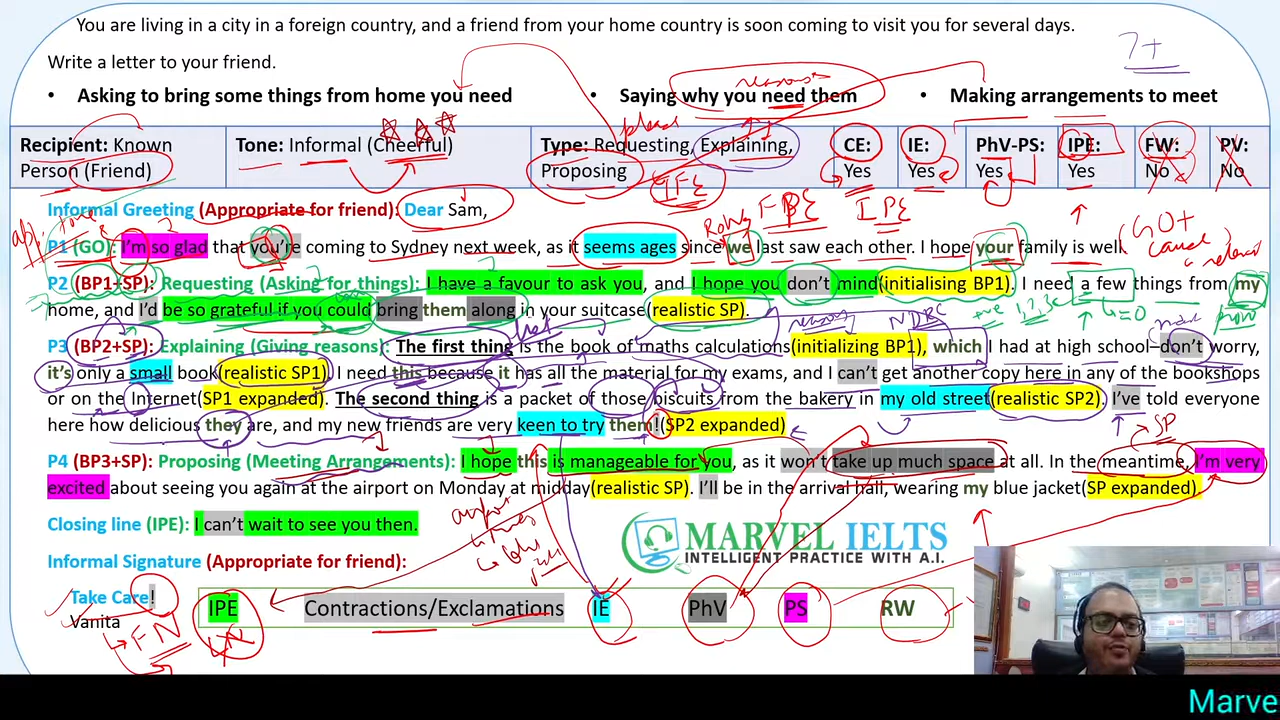 You are living in a city in a foreign country, and a friend from your home country is soon coming to visit you for several days.
7+
Write a letter to your friend.
reasons
• Asking to bring some things from home you need • Saying why you need them • Making arrangements to meet
Recipient: Known Person (Friend) Tone: Informal (Cheerful) Type: Requesting, Explaining, Proposing CE: Yes IE: Yes PhV-PS: Yes IPE: Yes FW: No PV: No
IFE FBE IPE
Informal Greeting (Appropriate for friend): Dear Sam,
P1 (GO): I'm so glad that you're coming to Sydney next week, as it seems ages since we last saw each other. I hope your family is well.
P2 (BP1+SP): Requesting (Asking for things): I have a favour to ask you, and I hope you don't mind(initialising BP1). I need a few things from my
home, and I'd be so grateful if you could bring them along in your suitcase(realistic SP).
P3 (BP2+SP): Explaining (Giving reasons): The first thing is the book of maths calculations(initializing BP1), which I had at high school–don't worry,
it's only a small book(realistic SP1). I need this because it has all the material for my exams, and I can't get another copy here in any of the bookshops
or on the Internet(SP1 expanded). The second thing is a packet of those biscuits from the bakery in my old street(realistic SP2). I've told everyone
here how delicious they are, and my new friends are very keen to try them!(SP2 expanded)
SP
P4 (BP3+SP): Proposing (Meeting Arrangements): I hope this is manageable for you, as it won't take up much space at all. In the meantime, I'm very
excited about seeing you again at the airport on Monday at midday(realistic SP). I'll be in the arrival hall, wearing my blue jacket(SP expanded).
Closing line (IPE): I can't wait to see you then.
MARVEL IELTS
INTELLIGENT PRACTICE WITH A.I.
Informal Signature (Appropriate for friend):
Take Care!
Vanita
FN
IPE Contractions/Exclamations IE PhV PS RW
Marve